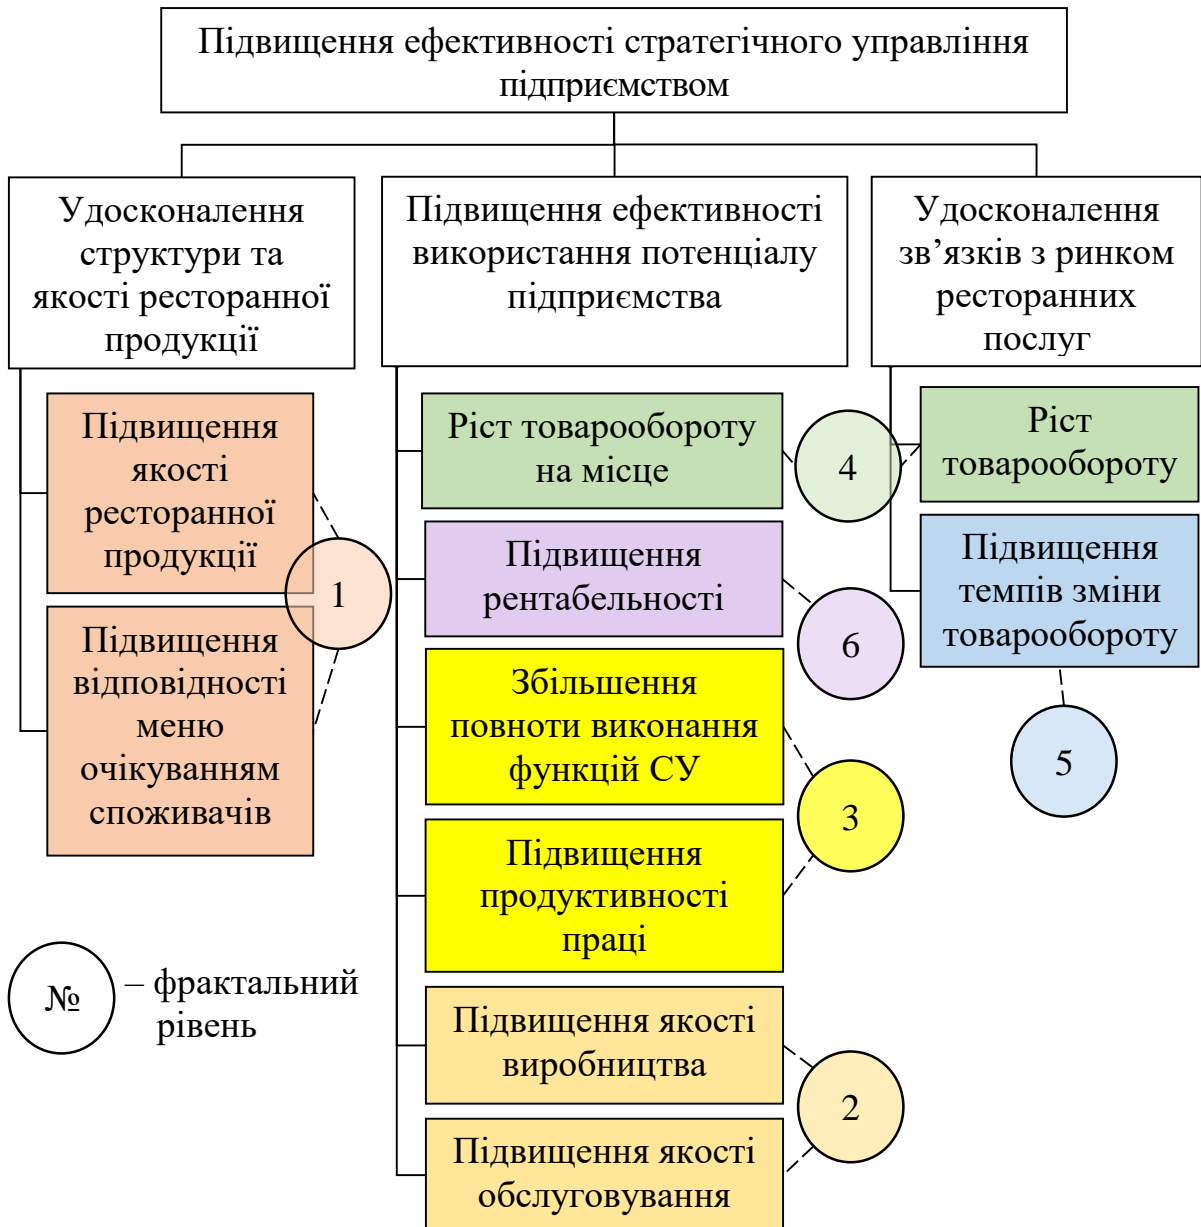 Підвищення ефективності стратегічного управління
підприємством
Удосконалення
структури та
якості ресторанної
продукції
Підвищення ефективності
використання потенціалу
підприємства
Удосконалення
зв’язків з ринком
ресторанних
послуг
Підвищення
якості
ресторанної
продукції
1
Підвищення
відповідності
меню
очікуванням
споживачів
Ріст товарообороту
на місце
4
Ріст
товарообороту
Підвищення
рентабельності
6
Підвищення
темпів зміни
товарообороту
5
Збільшення
повноти виконання
функцій СУ
3
Підвищення
продуктивності
праці
Підвищення якості
виробництва
2
Підвищення якості
обслуговування
№
– фрактальний
рівень